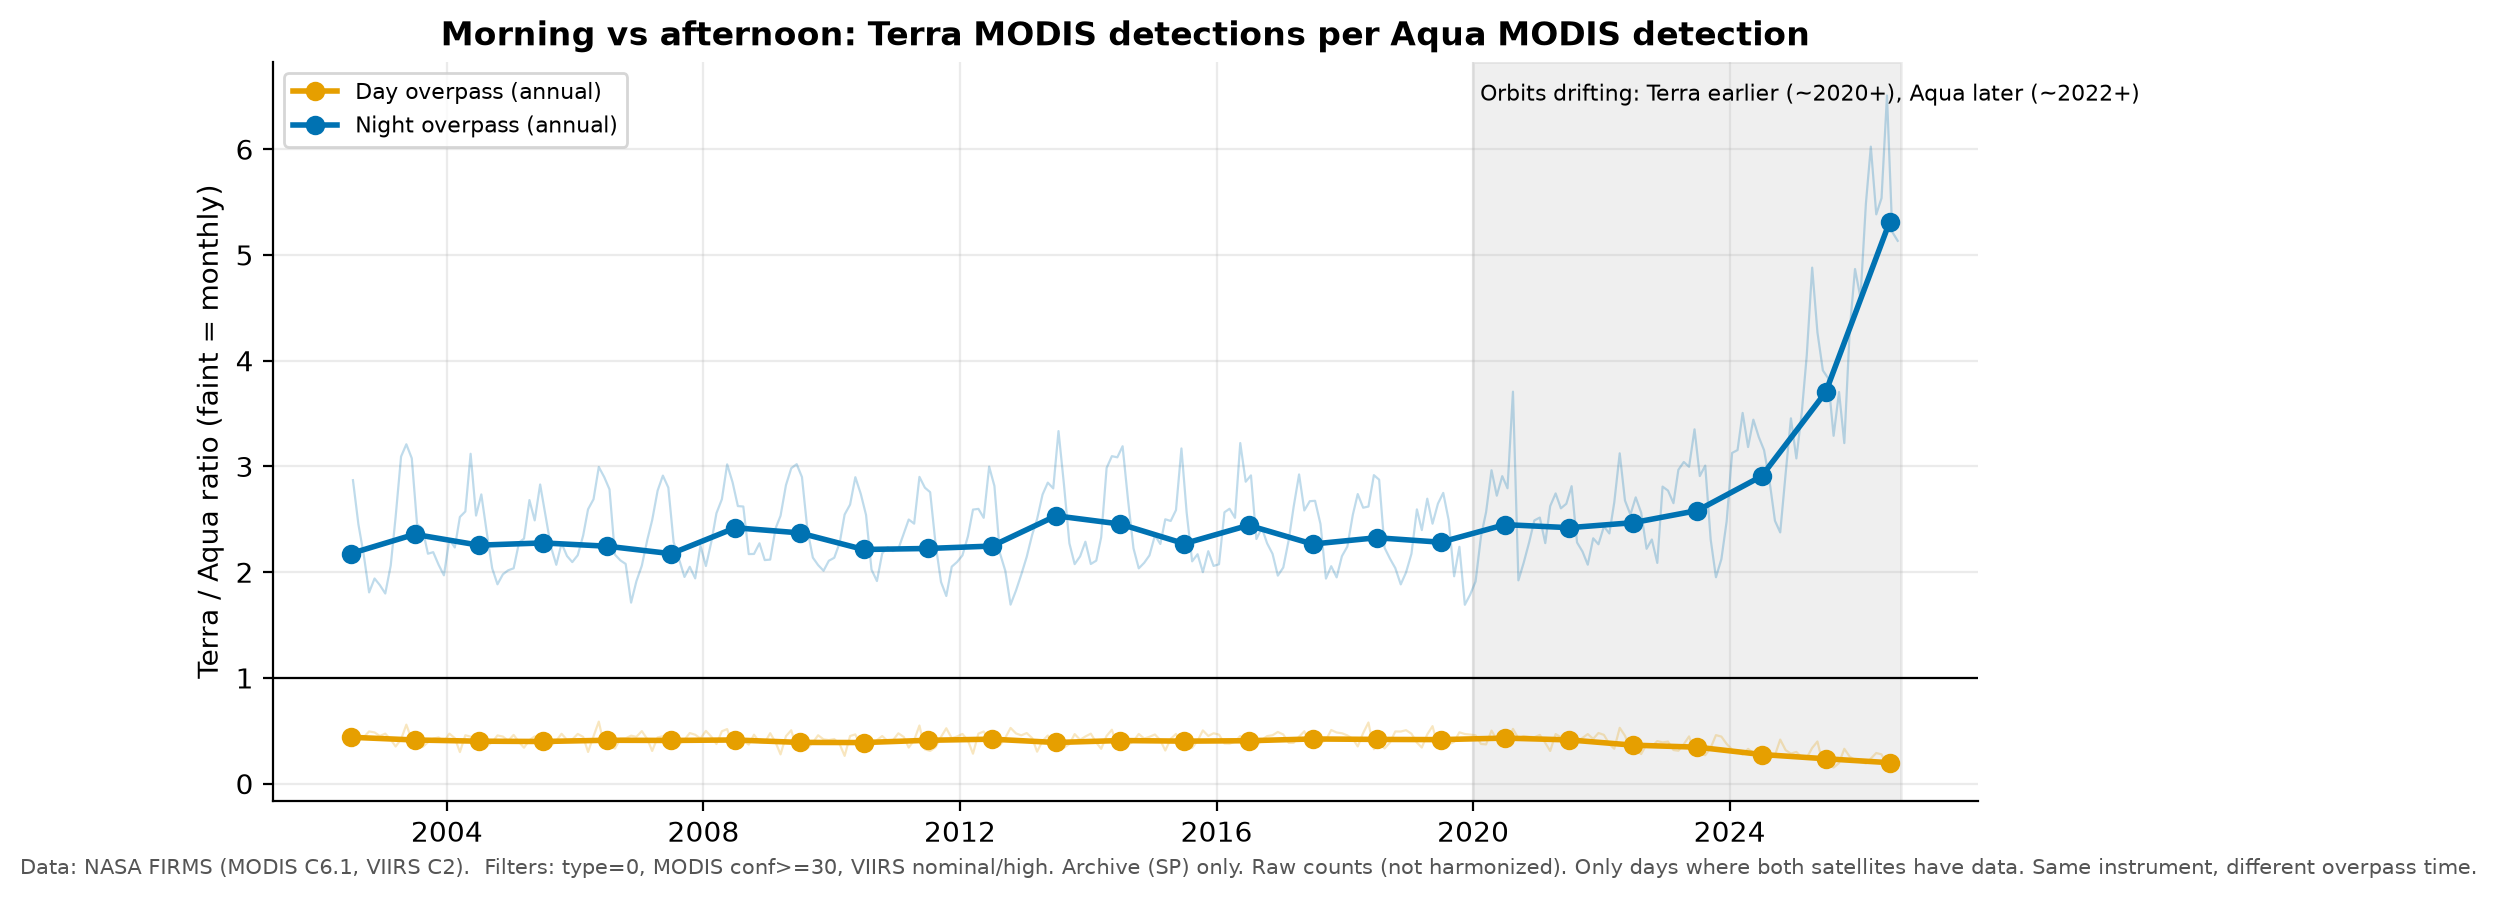 Morning vs afternoon: Terra MODIS detections per Aqua MODIS detection
Day overpass (annual)
Night overpass (annual)
Orbits drifting: Terra earlier (~2020+), Aqua later (~2022+)
Terra / Aqua ratio (faint = monthly)
6
5
4
3
2
1
0
2004 2008 2012 2016 2020 2024
Data: NASA FIRMS (MODIS C6.1, VIIRS C2).  Filters: type=0, MODIS conf>=30, VIIRS nominal/high. Archive (SP) only. Raw counts (not harmonized). Only days where both satellites have data. Same instrument, different overpass time.